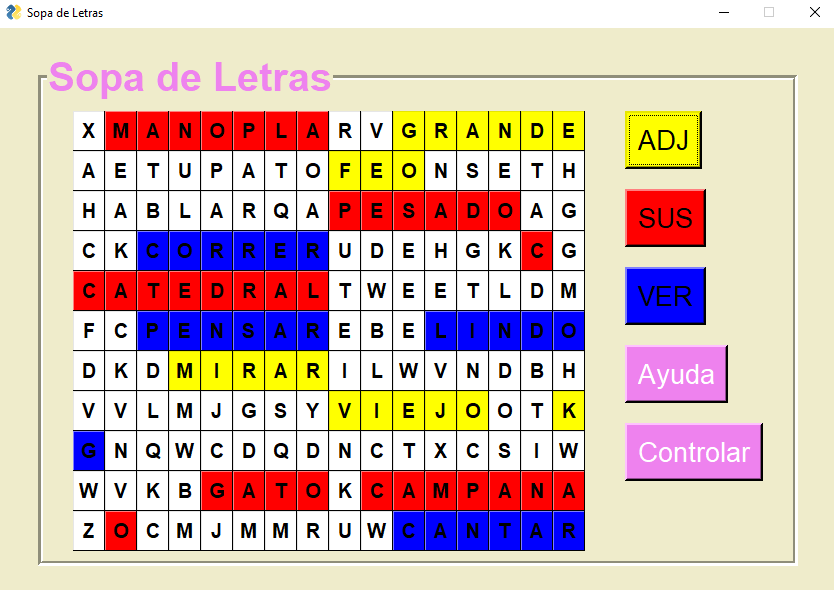 Sopa de Letras
Sopa de Letras
X M A N O P L A R V G R A N D E
A E T U P A T O F E O N S E T H
H A B L A R Q A P E S A D O A G
C K C O R R E R U D E H G K C G
C A T E D R A L T W E E T L D M
F C P E N S A R E B E L I N D O
D K D M I R A R I L W V N D B H
V V L M J G S Y V I E J O O T K
G N Q W C D Q D N C T X C S I W
W V K B G A T O K C A M P A N A
Z O C M J M M R U W C A N T A R
ADJ
SUS
VER
Ayuda
Controlar